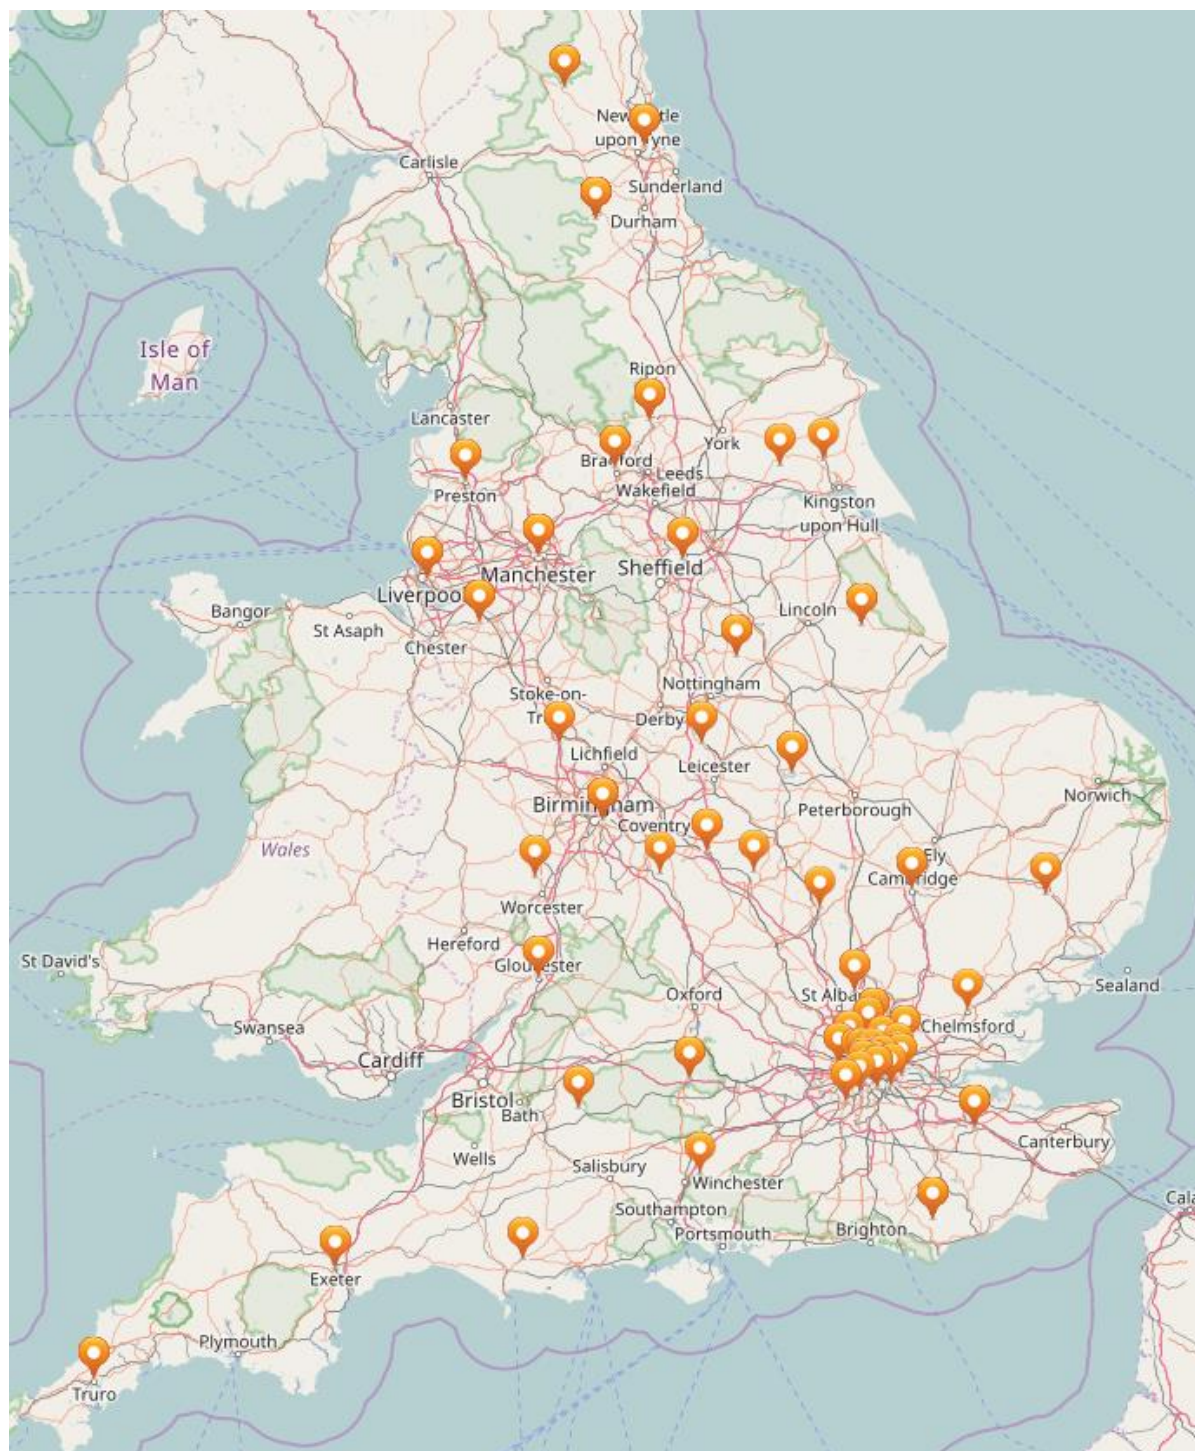 Newcastle
upon Tyne
Carlisle
Sunderland
Durham
Isle of
Man
Ripon
Lancaster
York
Bradford
Leeds
Preston
Wakefield
Kingston
upon Hull
Manchester
Sheffield
Liverpool
Bangor
St Asaph
Lincoln
Chester
Nottingham
Stoke-on-
Trent
Derby
Lichfield
Leicester
Norwich
Birmingham
Peterborough
Coventry
Wales
Ely
Cambridge
Worcester
Hereford
St David's
Gloucester
Oxford
St Albans
Sealand
Swansea
Chelmsford
Cardiff
Bristol
Bath
Canterbury
Wells
Salisbury
Winchester
Cala
Southampton
Portsmouth
Brighton
Exeter
Plymouth
Truro